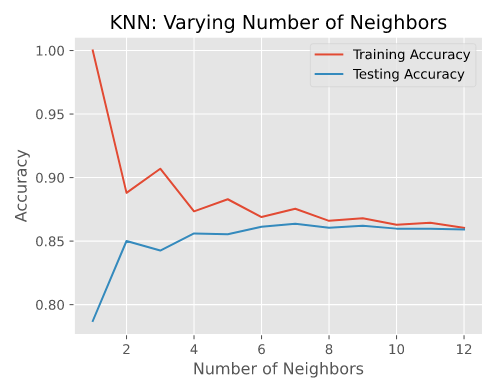 KNN: Varying Number of Neighbors
Training Accuracy
Testing Accuracy
Accuracy
1.00
0.95
0.90
0.85
0.80
2 4 6 8 10 12
Number of Neighbors